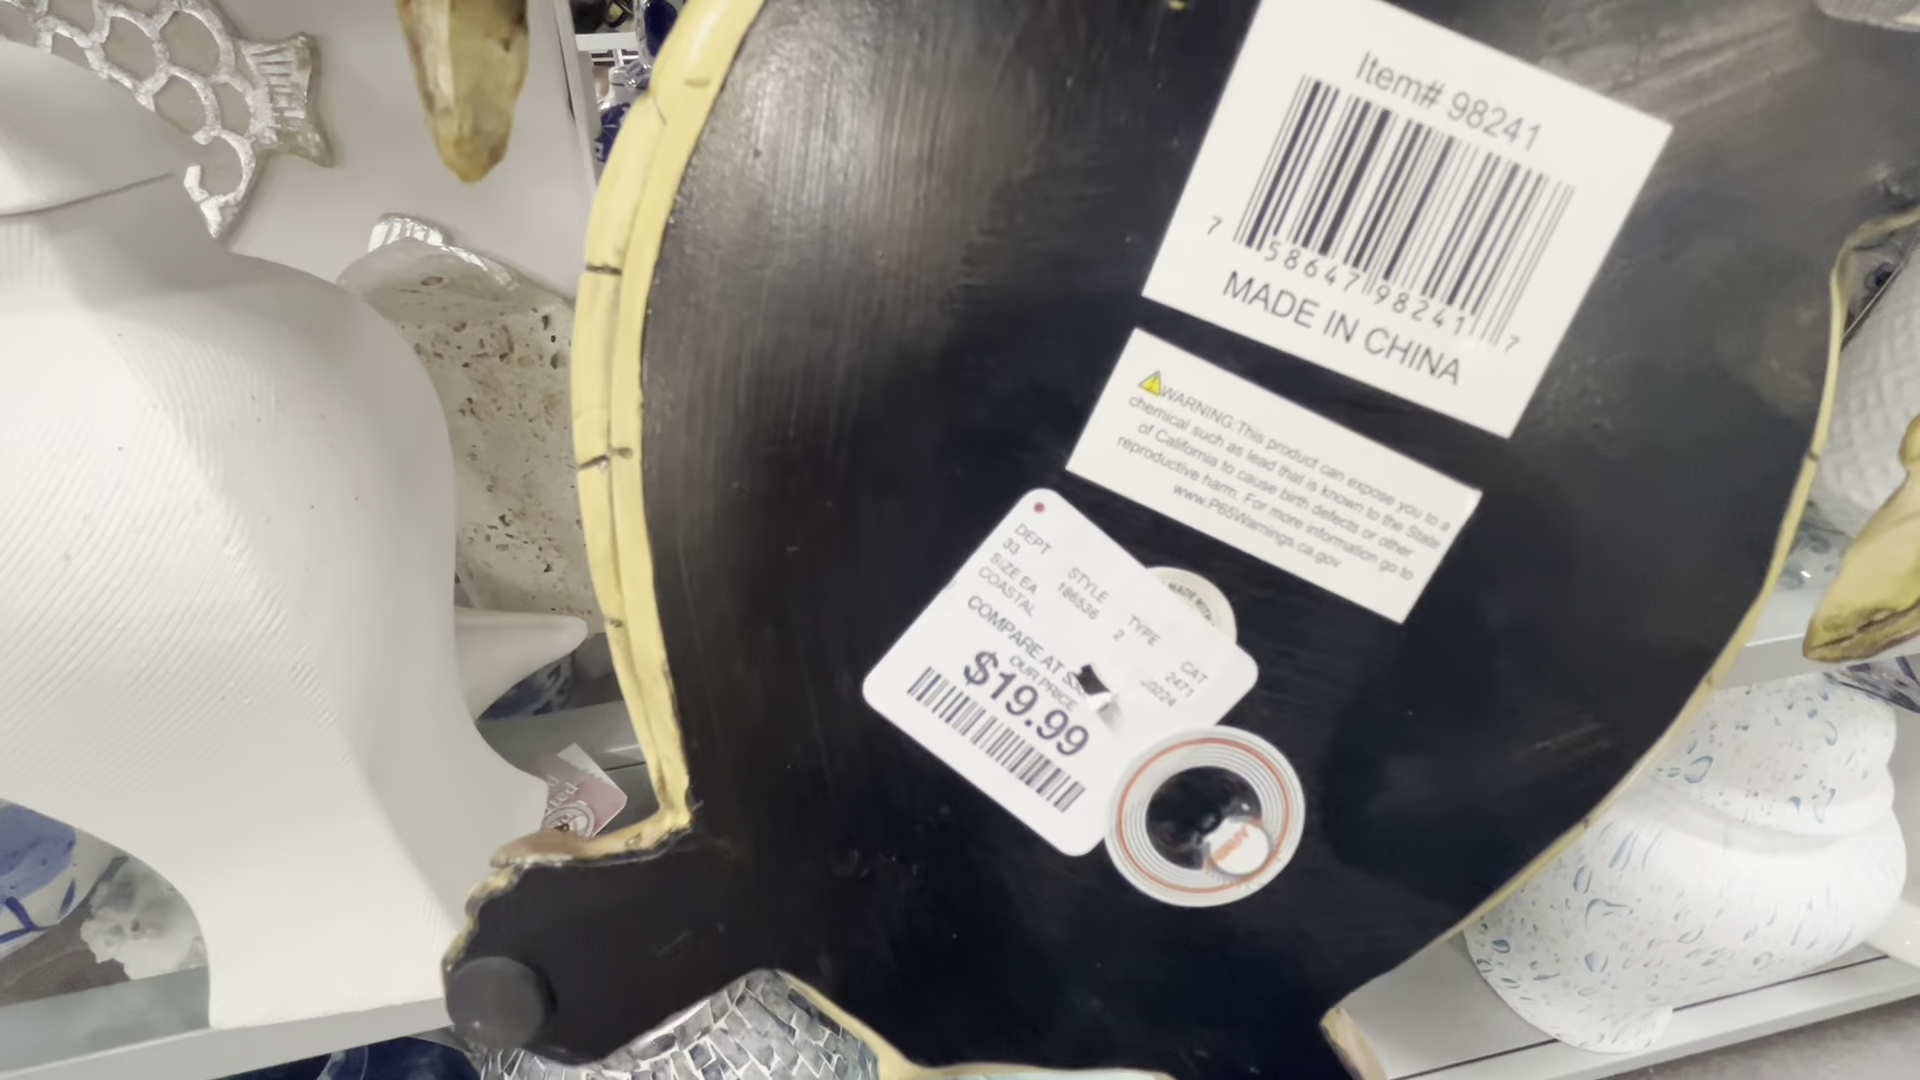 Item# 98241
7 58647 98241 7
MADE IN CHINA
WARNING: This product can expose you to a
chemical such as lead that is known to the State
of California to cause birth defects or other
reproductive harm. For more information go to
www.P65Warnings.ca.gov
MADE WITH
DEPT STYLE TYPE CAT
33 186536 2 2471
SIZE EA
COASTAL
COMPARE AT
OUR PRICE
$19.99